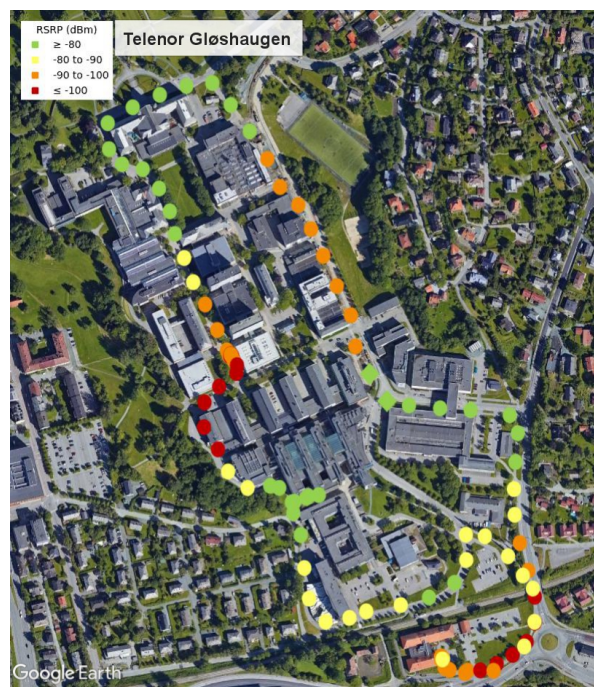 RSRP (dBm)
≥ -80
-80 to -90
-90 to -100
≤ -100
Telenor Gløshaugen
Google Earth